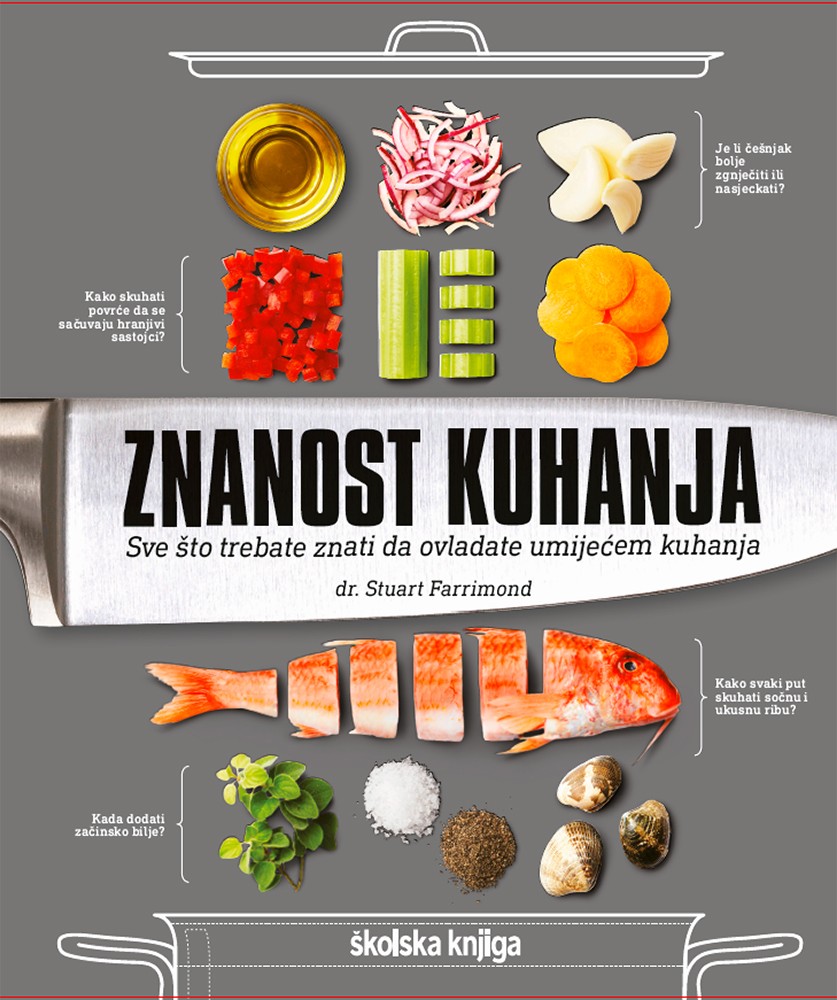 Je li češnjak
bolje
zgnječiti ili
nasjeckati?
Kako skuhati
povrće da se
sačuvaju hranjivi
sastojci?
ZNANOST KUHANJA
Sve što trebate znati da ovladate umijećem kuhanja
dr. Stuart Farrimond
Kako svaki put
skuhati sočnu i
ukusnu ribu?
Kada dodati
začinsko bilje?
školska knjiga